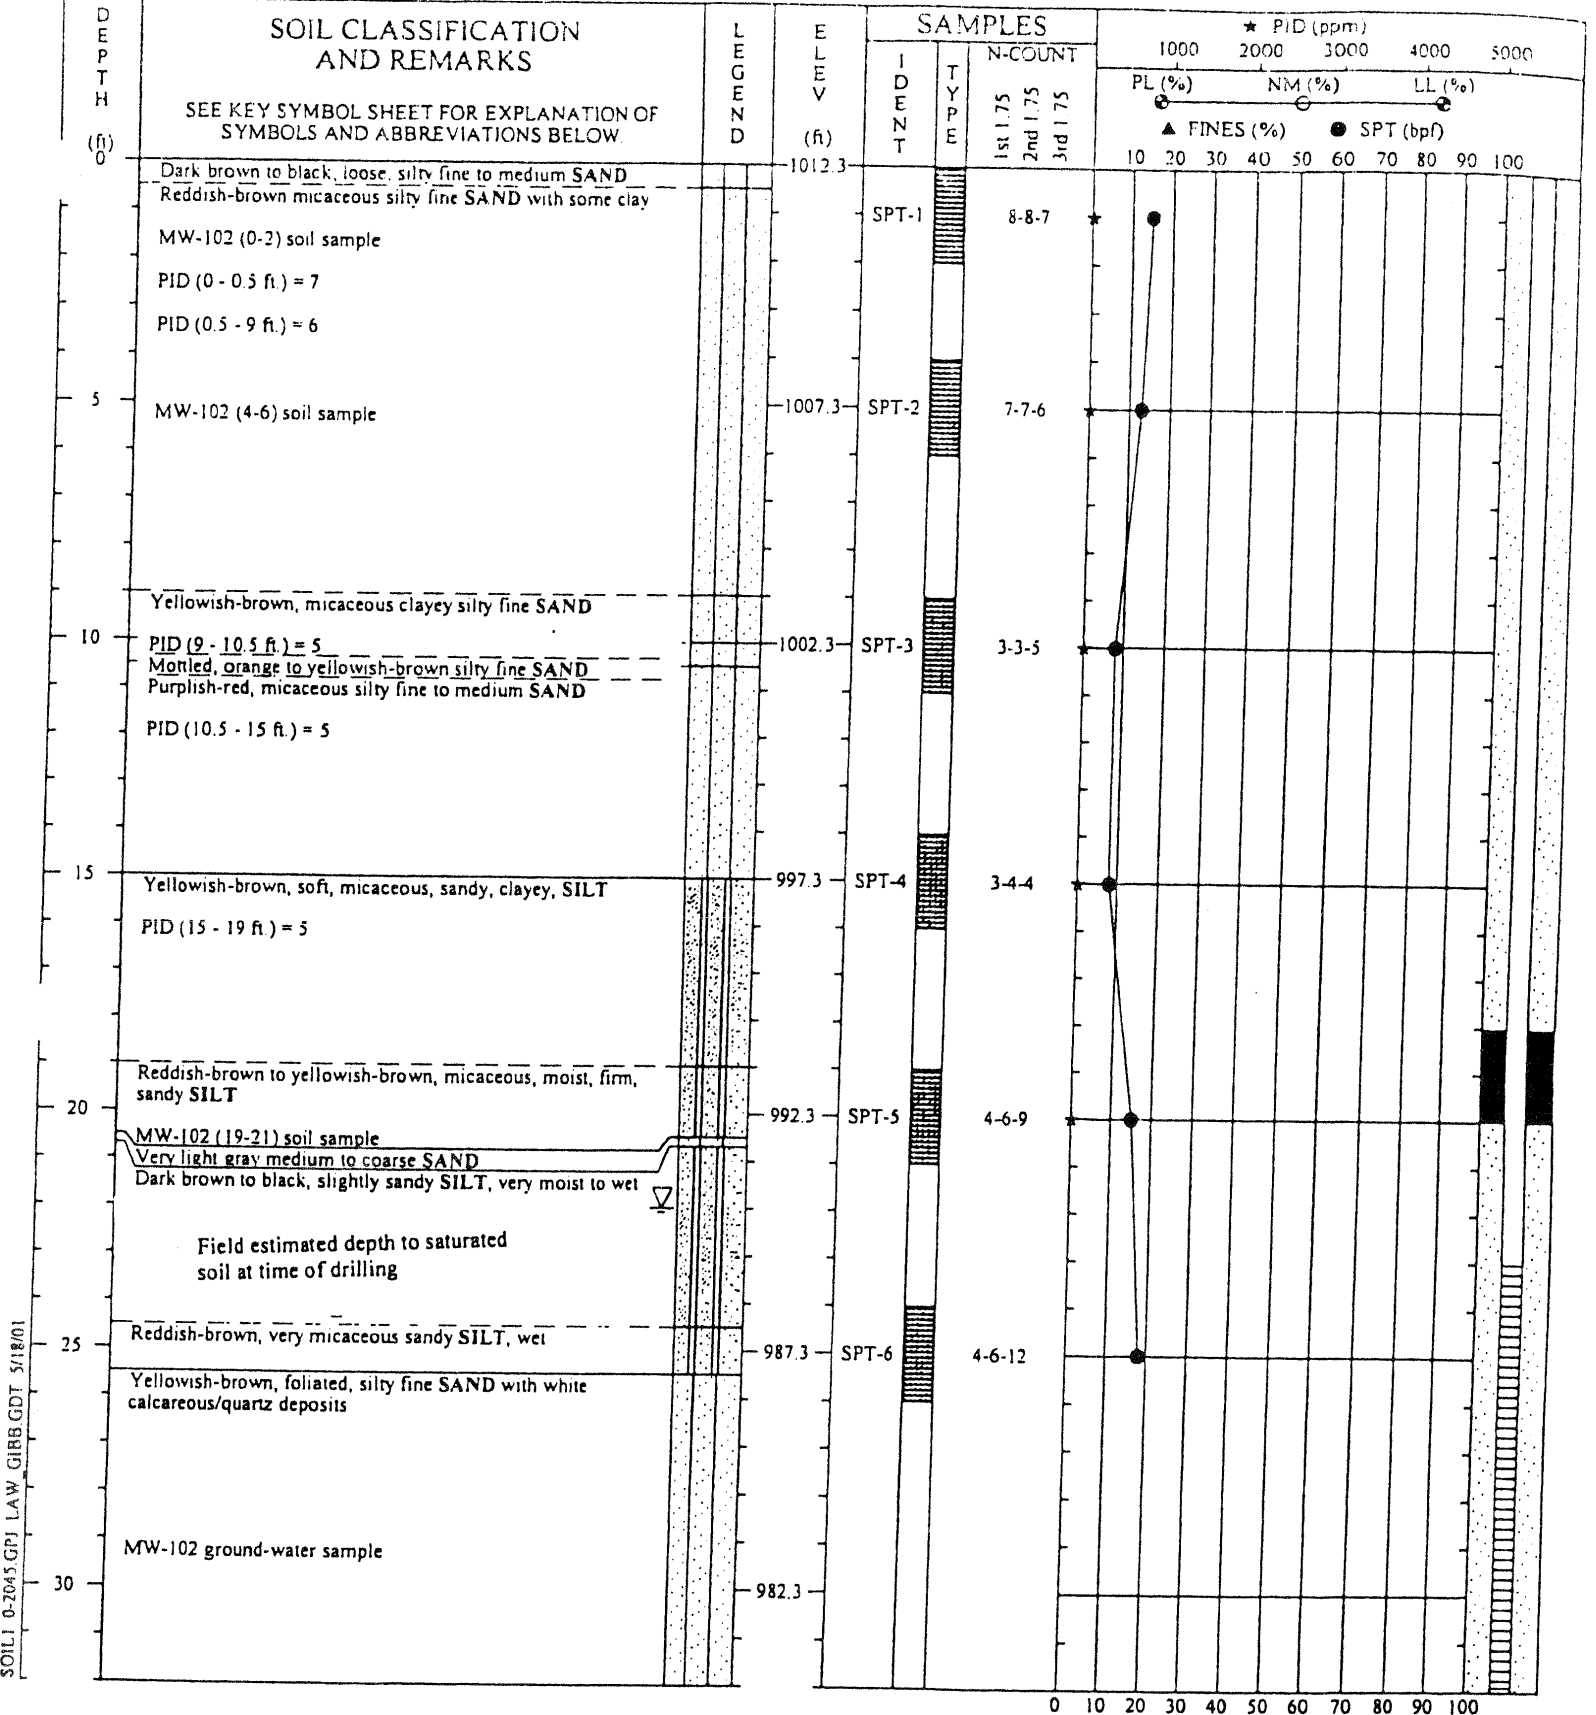 DEPTH
(ft)
SOIL CLASSIFICATION
AND REMARKS
SEE KEY SYMBOL SHEET FOR EXPLANATION OF
SYMBOLS AND ABBREVIATIONS BELOW.
LEGEND
ELEV
(ft)
SAMPLES
IDENT
TYPE
N-COUNT
1st 1.75
2nd 1.75
3rd 1.75
★ PID (ppm)
1000 2000 3000 4000 5000
PL (%) NM (%) LL (%)
▲ FINES (%) ● SPT (bpf)
10 20 30 40 50 60 70 80 90 100
0
Dark brown to black, loose, silty fine to medium SAND
1012.3
Reddish-brown micaceous silty fine SAND with some clay
SPT-1 8-8-7
MW-102 (0-2) soil sample
PID (0 - 0.5 ft.) = 7
PID (0.5 - 9 ft.) = 6
5
MW-102 (4-6) soil sample
1007.3 SPT-2 7-7-6
Yellowish-brown, micaceous clayey silty fine SAND
10
PID (9 - 10.5 ft.) = 5
1002.3 SPT-3 3-3-5
Mottled, orange to yellowish-brown silty fine SAND
Purplish-red, micaceous silty fine to medium SAND
PID (10.5 - 15 ft.) = 5
15
Yellowish-brown, soft, micaceous, sandy, clayey, SILT
997.3 SPT-4 3-4-4
PID (15 - 19 ft.) = 5
Reddish-brown to yellowish-brown, micaceous, moist, firm,
sandy SILT
20
992.3 SPT-5 4-6-9
MW-102 (19-21) soil sample
Very light gray medium to coarse SAND
Dark brown to black, slightly sandy SILT, very moist to wet
Field estimated depth to saturated
soil at time of drilling
25
Reddish-brown, very micaceous sandy SILT, wet
987.3 SPT-6 4-6-12
Yellowish-brown, foliated, silty fine SAND with white
calcareous/quartz deposits
MW-102 ground-water sample
30
982.3
0 10 20 30 40 50 60 70 80 90 100
SOIL1 0-2045.GPJ LAW_GIBB.GDT 5/18/01